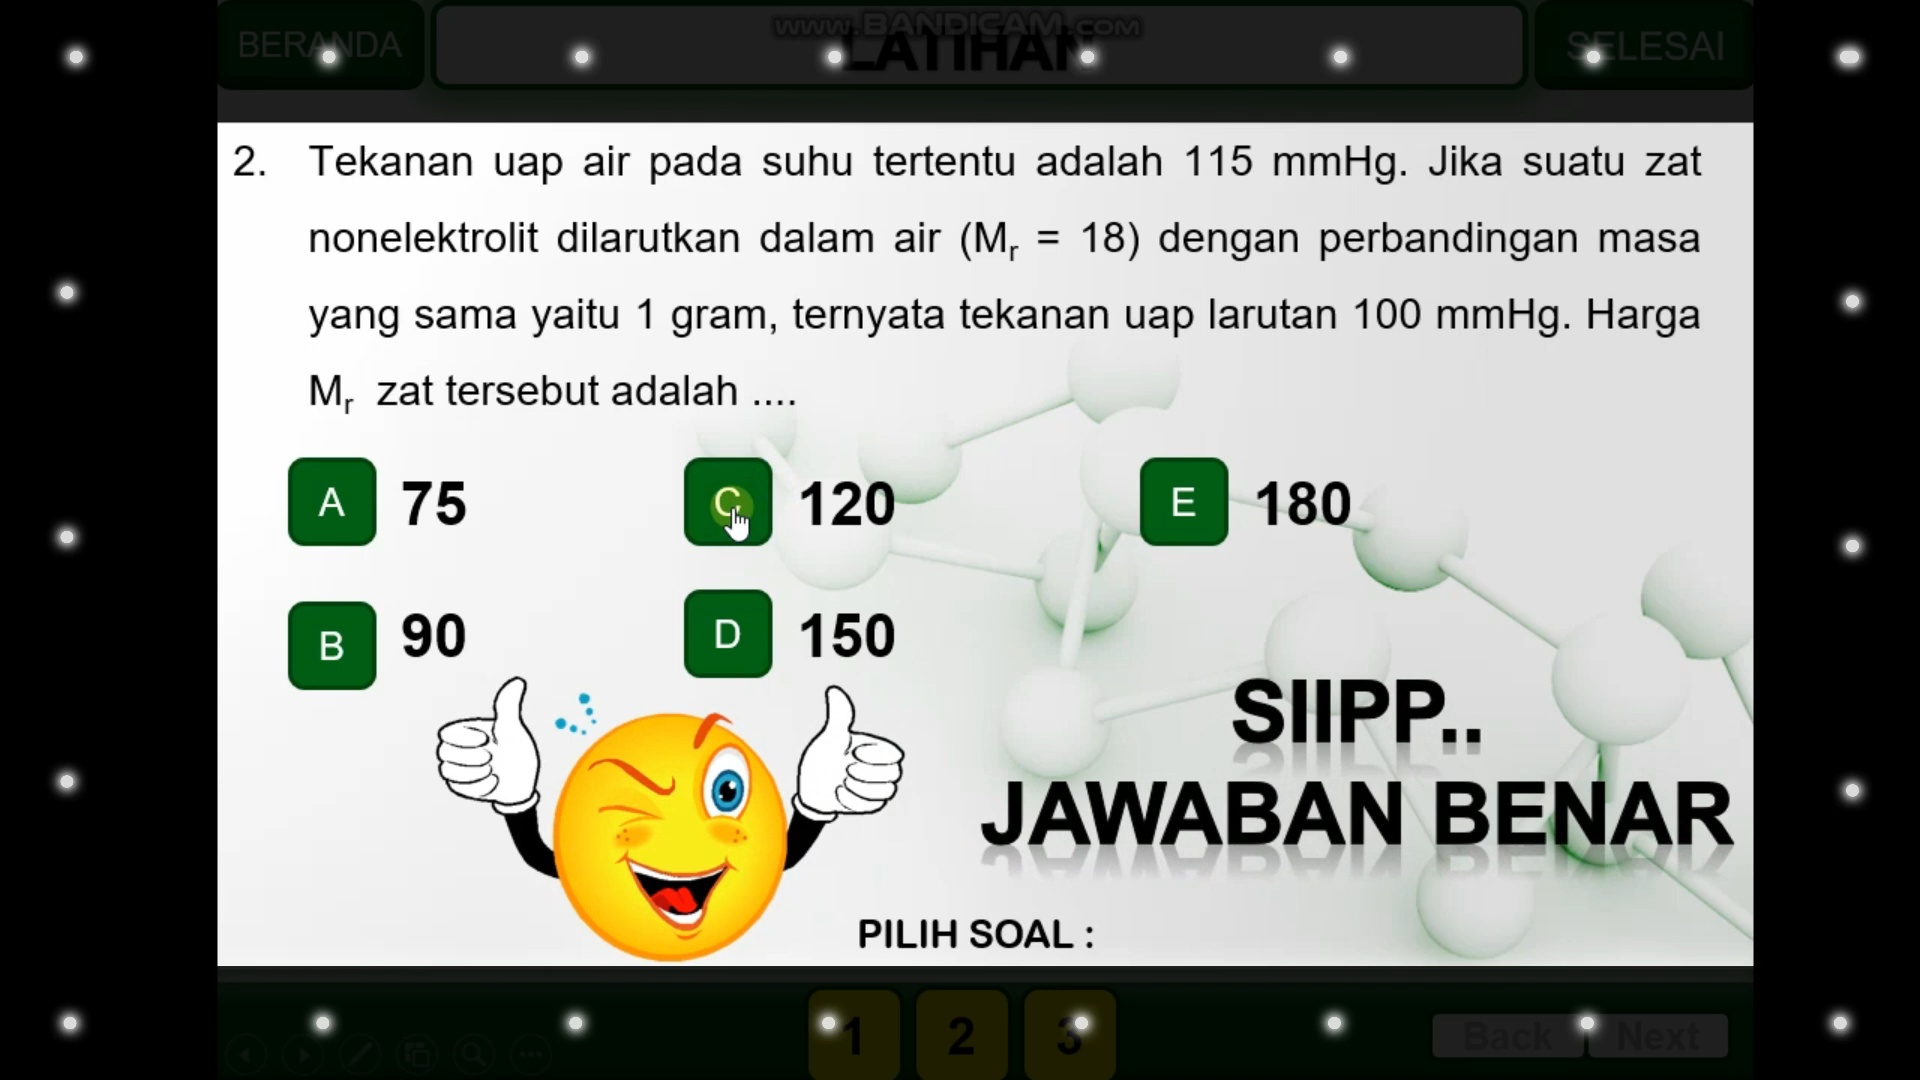 WWW.BANDICAM.COM
BERANDA
LATIHAN
SELESAI
2. Tekanan uap air pada suhu tertentu adalah 115 mmHg. Jika suatu zat
nonelektrolit dilarutkan dalam air (Mr = 18) dengan perbandingan masa
yang sama yaitu 1 gram, ternyata tekanan uap larutan 100 mmHg. Harga
Mr zat tersebut adalah ....
A 75
C 120
E 180
B 90
D 150
SIIPP..
JAWABAN BENAR
PILIH SOAL :
1 2 3
Back Next